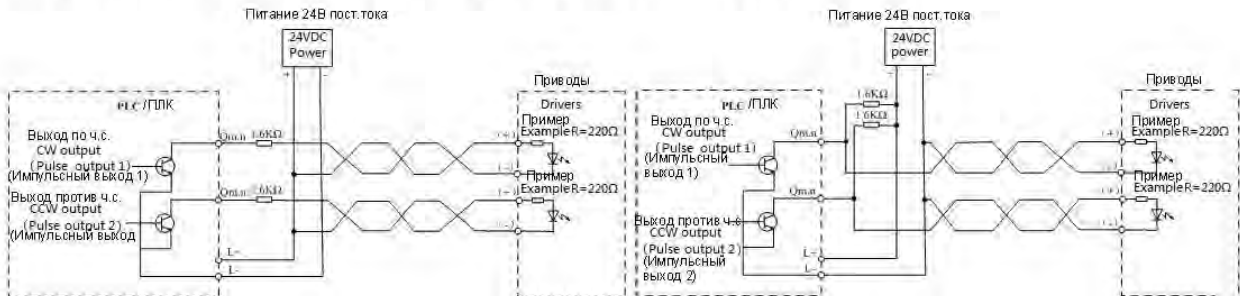 Питание 24В пост.тока
24VDC
Power
+ -
PLC /ПЛК
Приводы
Drivers
Выход по ч.с.
CW output
(Pulse output 1)
(Импульсный выход 1)
Qm.n 1.6KΩ
(+)
Пример
ExampleR=220Ω
(-)
Выход против ч.с.
CCW output
(Pulse output 2)
(Импульсный выход
Qm.n 1.6KΩ
(+)
Пример
ExampleR=220Ω
(-)
L+
L-
Питание 24В пост.тока
24VDC
power
PLC /ПЛК
Приводы
Drivers
1.6KΩ
1.6KΩ
Выход по ч.с.
CW output
(Pulse output 1)
(Импульсный
выход 1)
Qm.n
(+)
Пример
ExampleR=220Ω
(-)
Выход против ч.с
CCW output
(Pulse output 2)
(Импульсный
выход 2)
Qm.n
Пример
ExampleR=220Ω
L+
L-